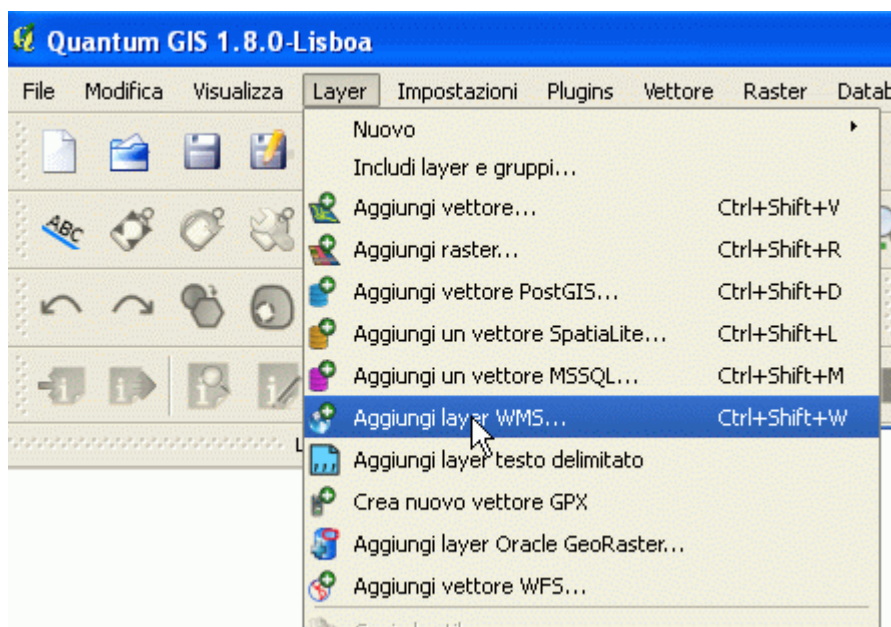 Quantum GIS 1.8.0-Lisboa
File Modifica Visualizza Layer Impostazioni Plugins Vettore Raster Datab
Nuovo
Includi layer e gruppi...
Aggiungi vettore... Ctrl+Shift+V
Aggiungi raster... Ctrl+Shift+R
ABC
Aggiungi vettore PostGIS... Ctrl+Shift+D
Aggiungi un vettore SpatiaLite... Ctrl+Shift+L
Aggiungi un vettore MSSQL... Ctrl+Shift+M
Aggiungi layer WMS... Ctrl+Shift+W
L
Aggiungi layer testo delimitato
Crea nuovo vettore GPX
Aggiungi layer Oracle GeoRaster...
Aggiungi vettore WFS...